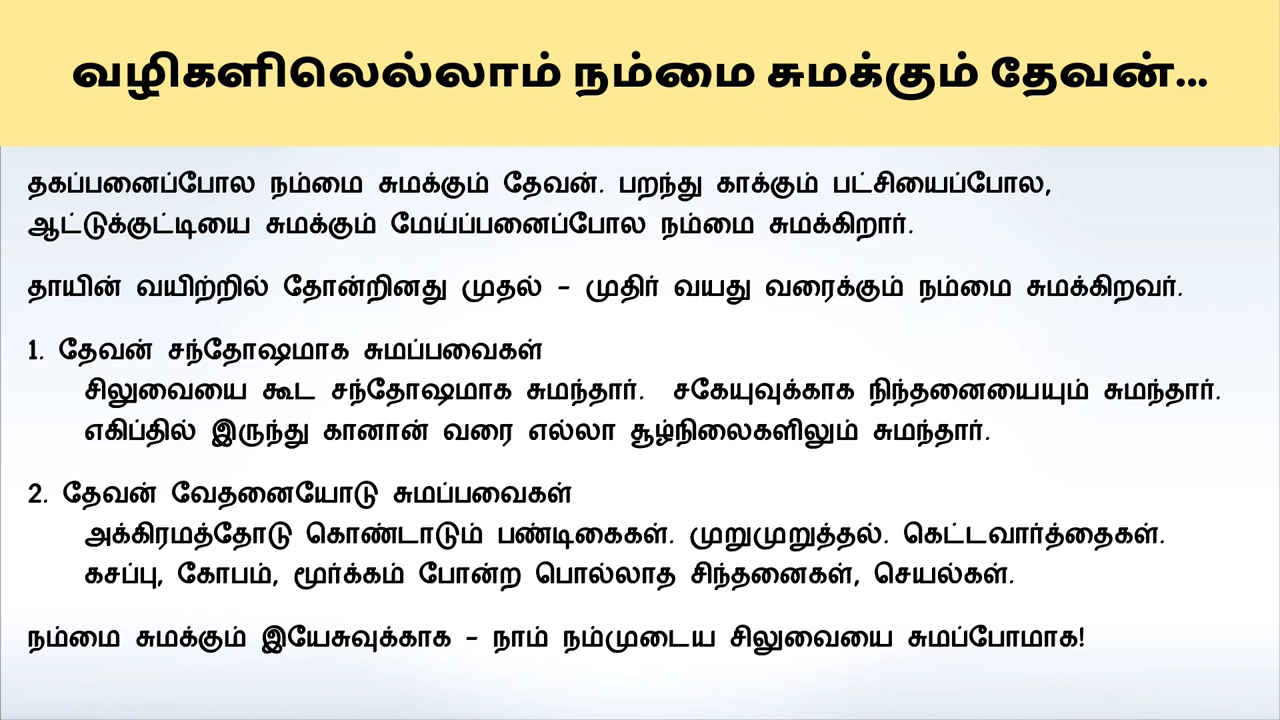 வழிகளிலெல்லாம் நம்மை சுமக்கும் தேவன்...
தகப்பனைப்போல நம்மை சுமக்கும் தேவன். பறந்து காக்கும் பட்சியைப்போல,
ஆட்டுக்குட்டியை சுமக்கும் மேய்ப்பனைப்போல நம்மை சுமக்கிறார்.
தாயின் வயிற்றில் தோன்றினது முதல் - முதிர் வயது வரைக்கும் நம்மை சுமக்கிறவர்.
1. தேவன் சந்தோஷமாக சுமப்பவைகள்
சிலுவையை கூட சந்தோஷமாக சுமந்தார். சகேயுவுக்காக நிந்தனையையும் சுமந்தார்.
எகிப்தில் இருந்து கானான் வரை எல்லா சூழ்நிலைகளிலும் சுமந்தார்.
2. தேவன் வேதனையோடு சுமப்பவைகள்
அக்கிரமத்தோடு கொண்டாடும் பண்டிகைகள். முறுமுறுத்தல். கெட்டவார்த்தைகள்.
கசப்பு, கோபம், மூர்க்கம் போன்ற பொல்லாத சிந்தனைகள், செயல்கள்.
நம்மை சுமக்கும் இயேசுவுக்காக - நாம் நம்முடைய சிலுவையை சுமப்போமாக!